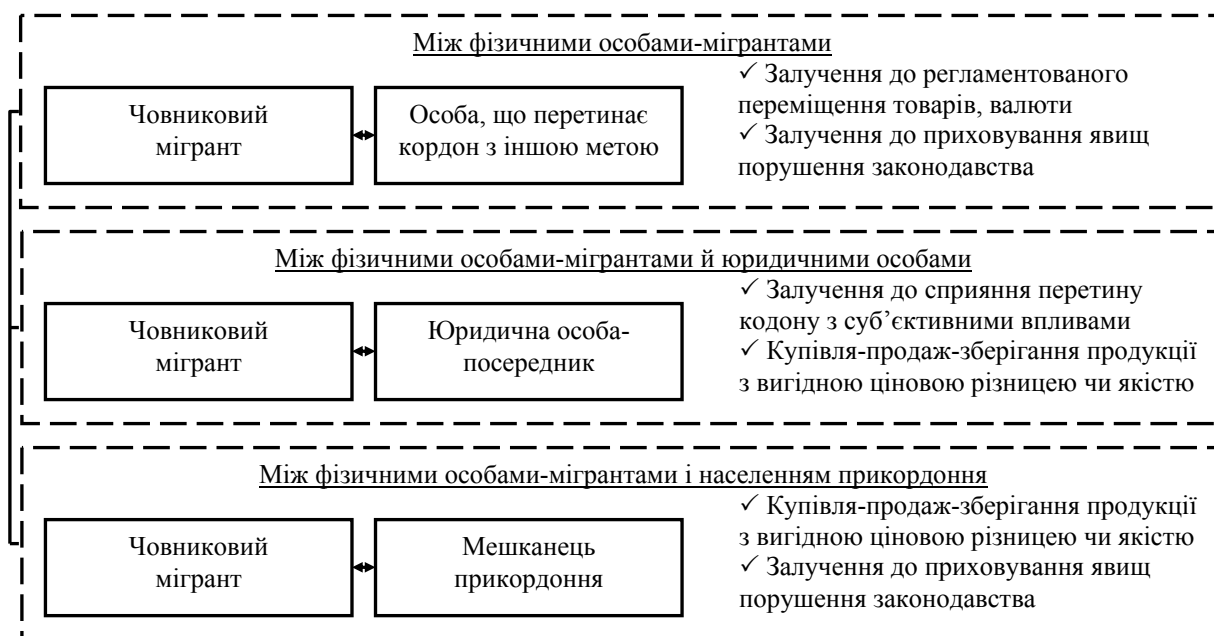 Між фізичними особами-мігрантами
Човниковий
мігрант
Особа, що перетинає
кордон з іншою метою
✓ Залучення до регламентованого
переміщення товарів, валюти
✓ Залучення до приховування явищ
порушення законодавства
Між фізичними особами-мігрантами й юридичними особами
Човниковий
мігрант
Юридична особа-
посередник
✓ Залучення до сприяння перетину
кодону з суб’єктивними впливами
✓ Купівля-продаж-зберігання продукції
з вигідною ціновою різницею чи якістю
Між фізичними особами-мігрантами і населенням прикордоння
Човниковий
мігрант
Мешканець
прикордоння
✓ Купівля-продаж-зберігання продукції
з вигідною ціновою різницею чи якістю
✓ Залучення до приховування явищ
порушення законодавства